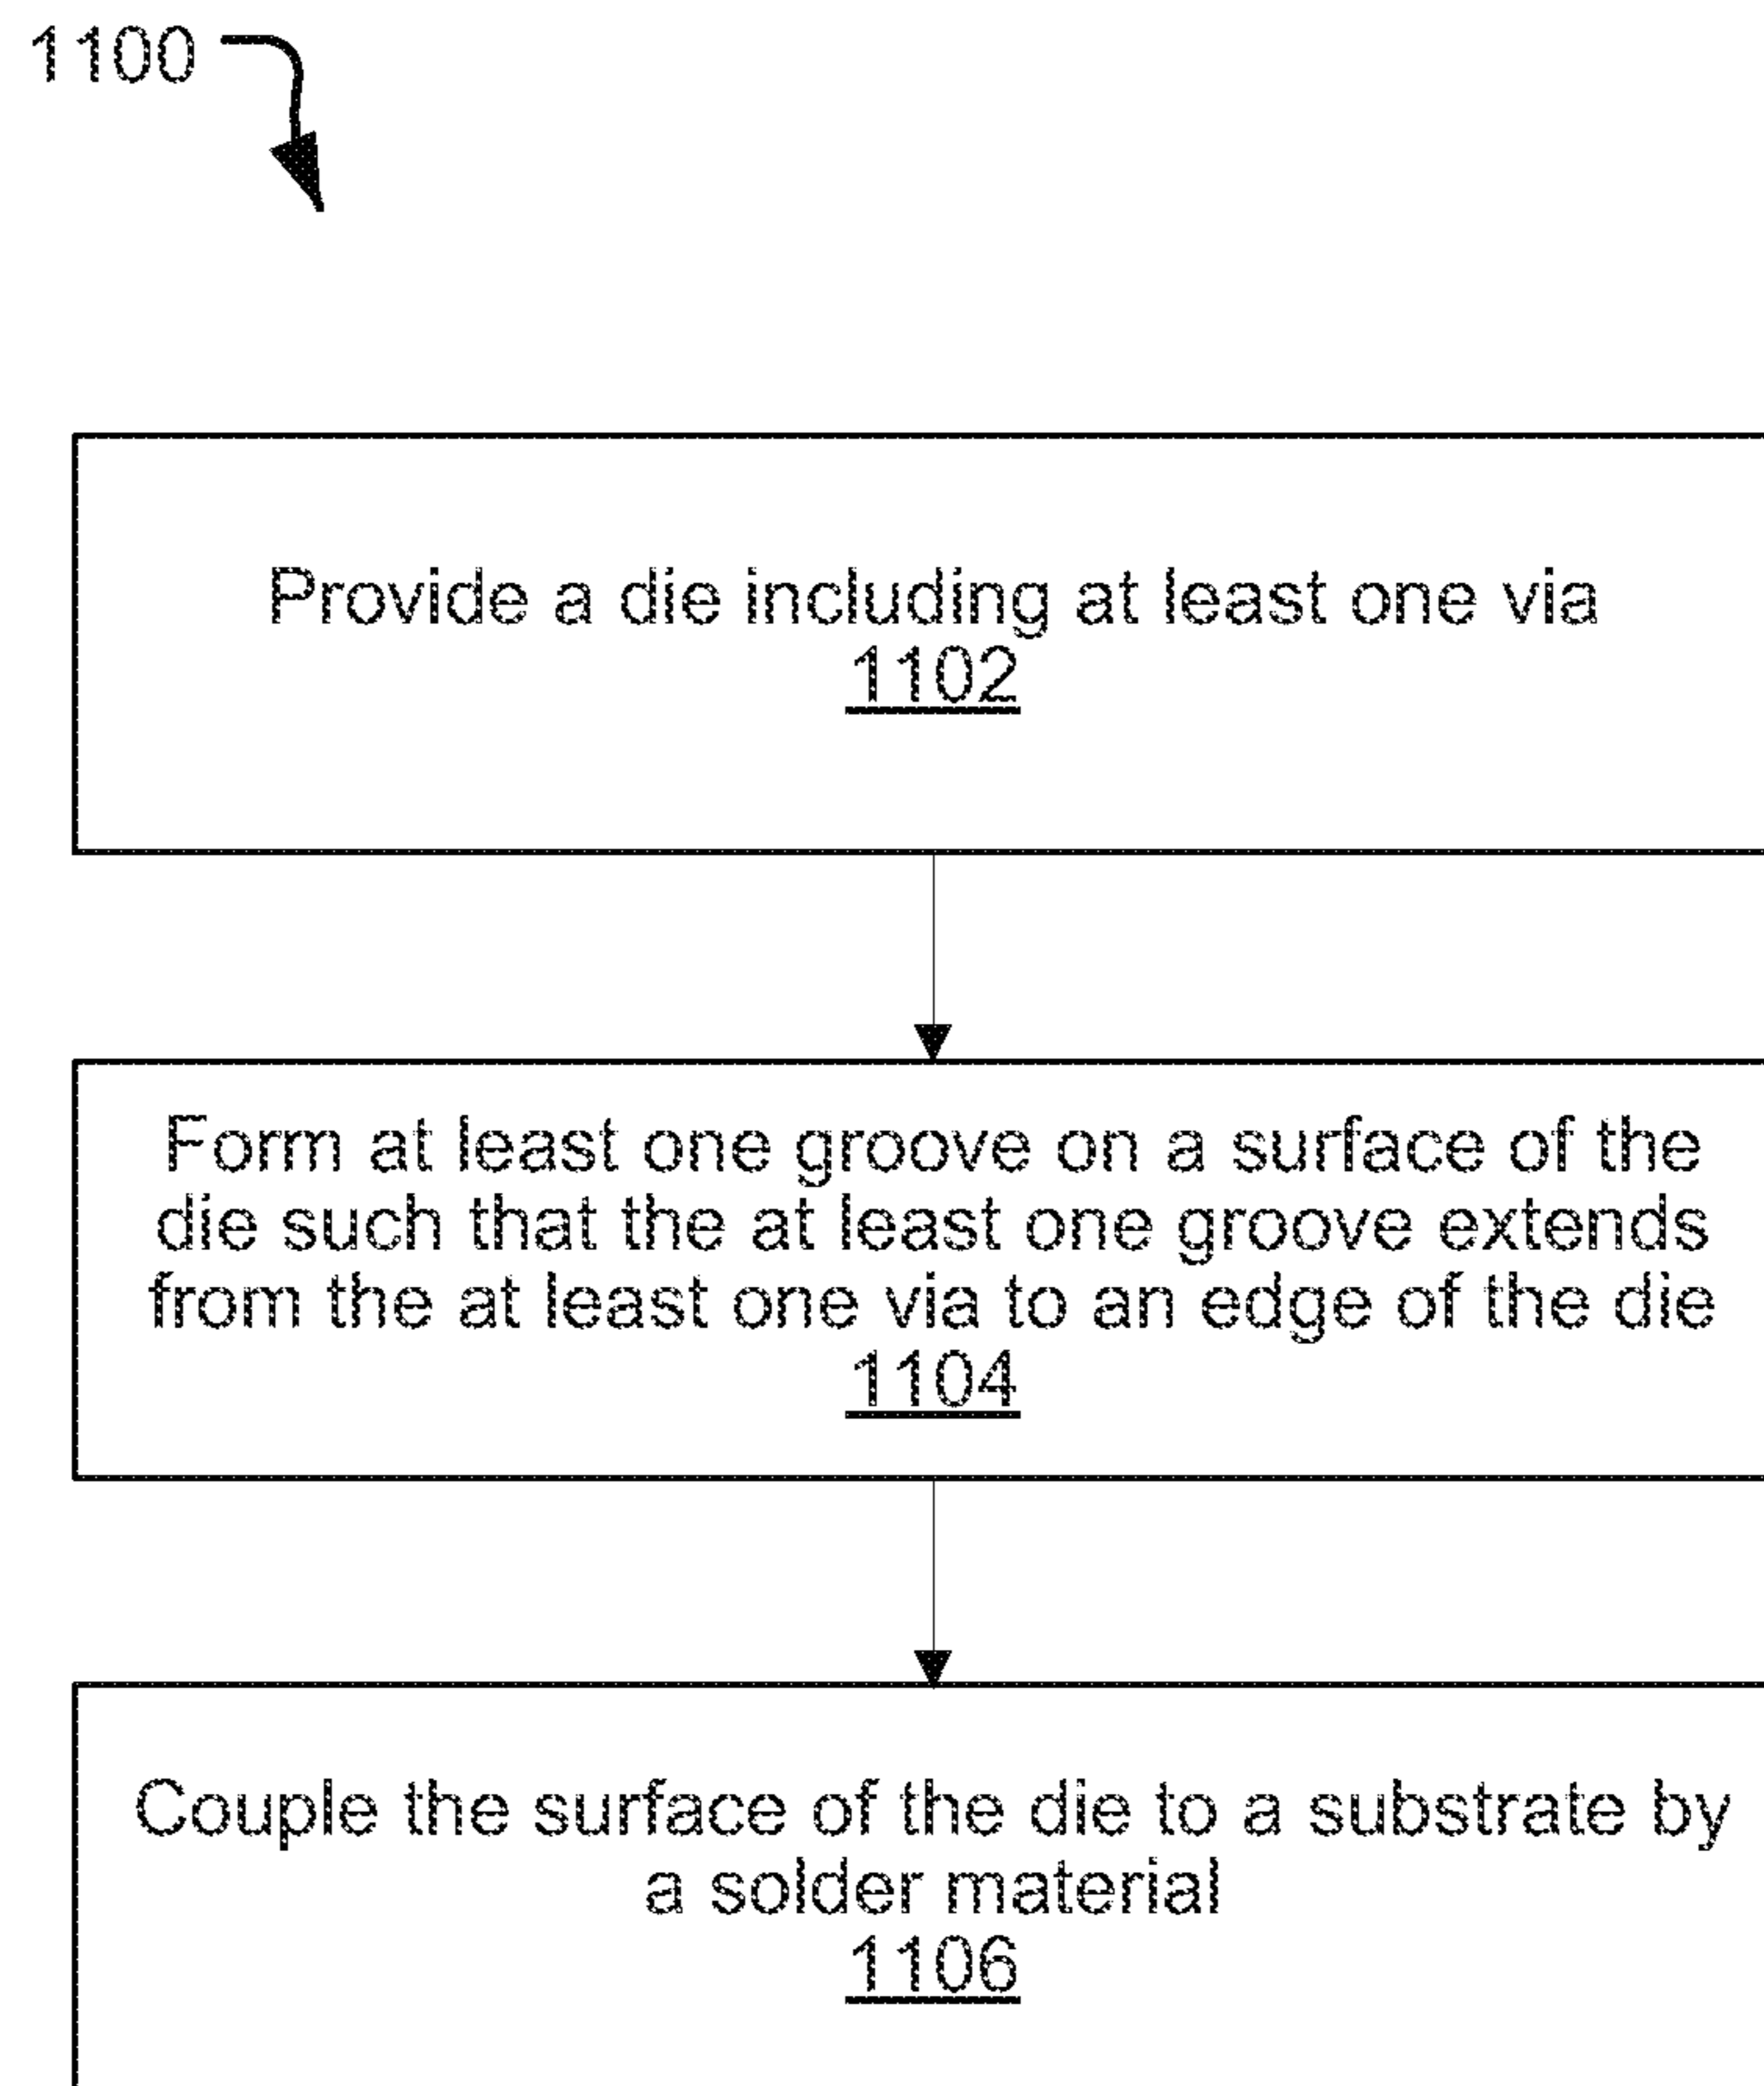 1100
Provide a die including at least one via
1102
Form at least one groove on a surface of the
die such that the at least one groove extends
from the at least one via to an edge of the die
1104
Couple the surface of the die to a substrate by
a solder material
1106